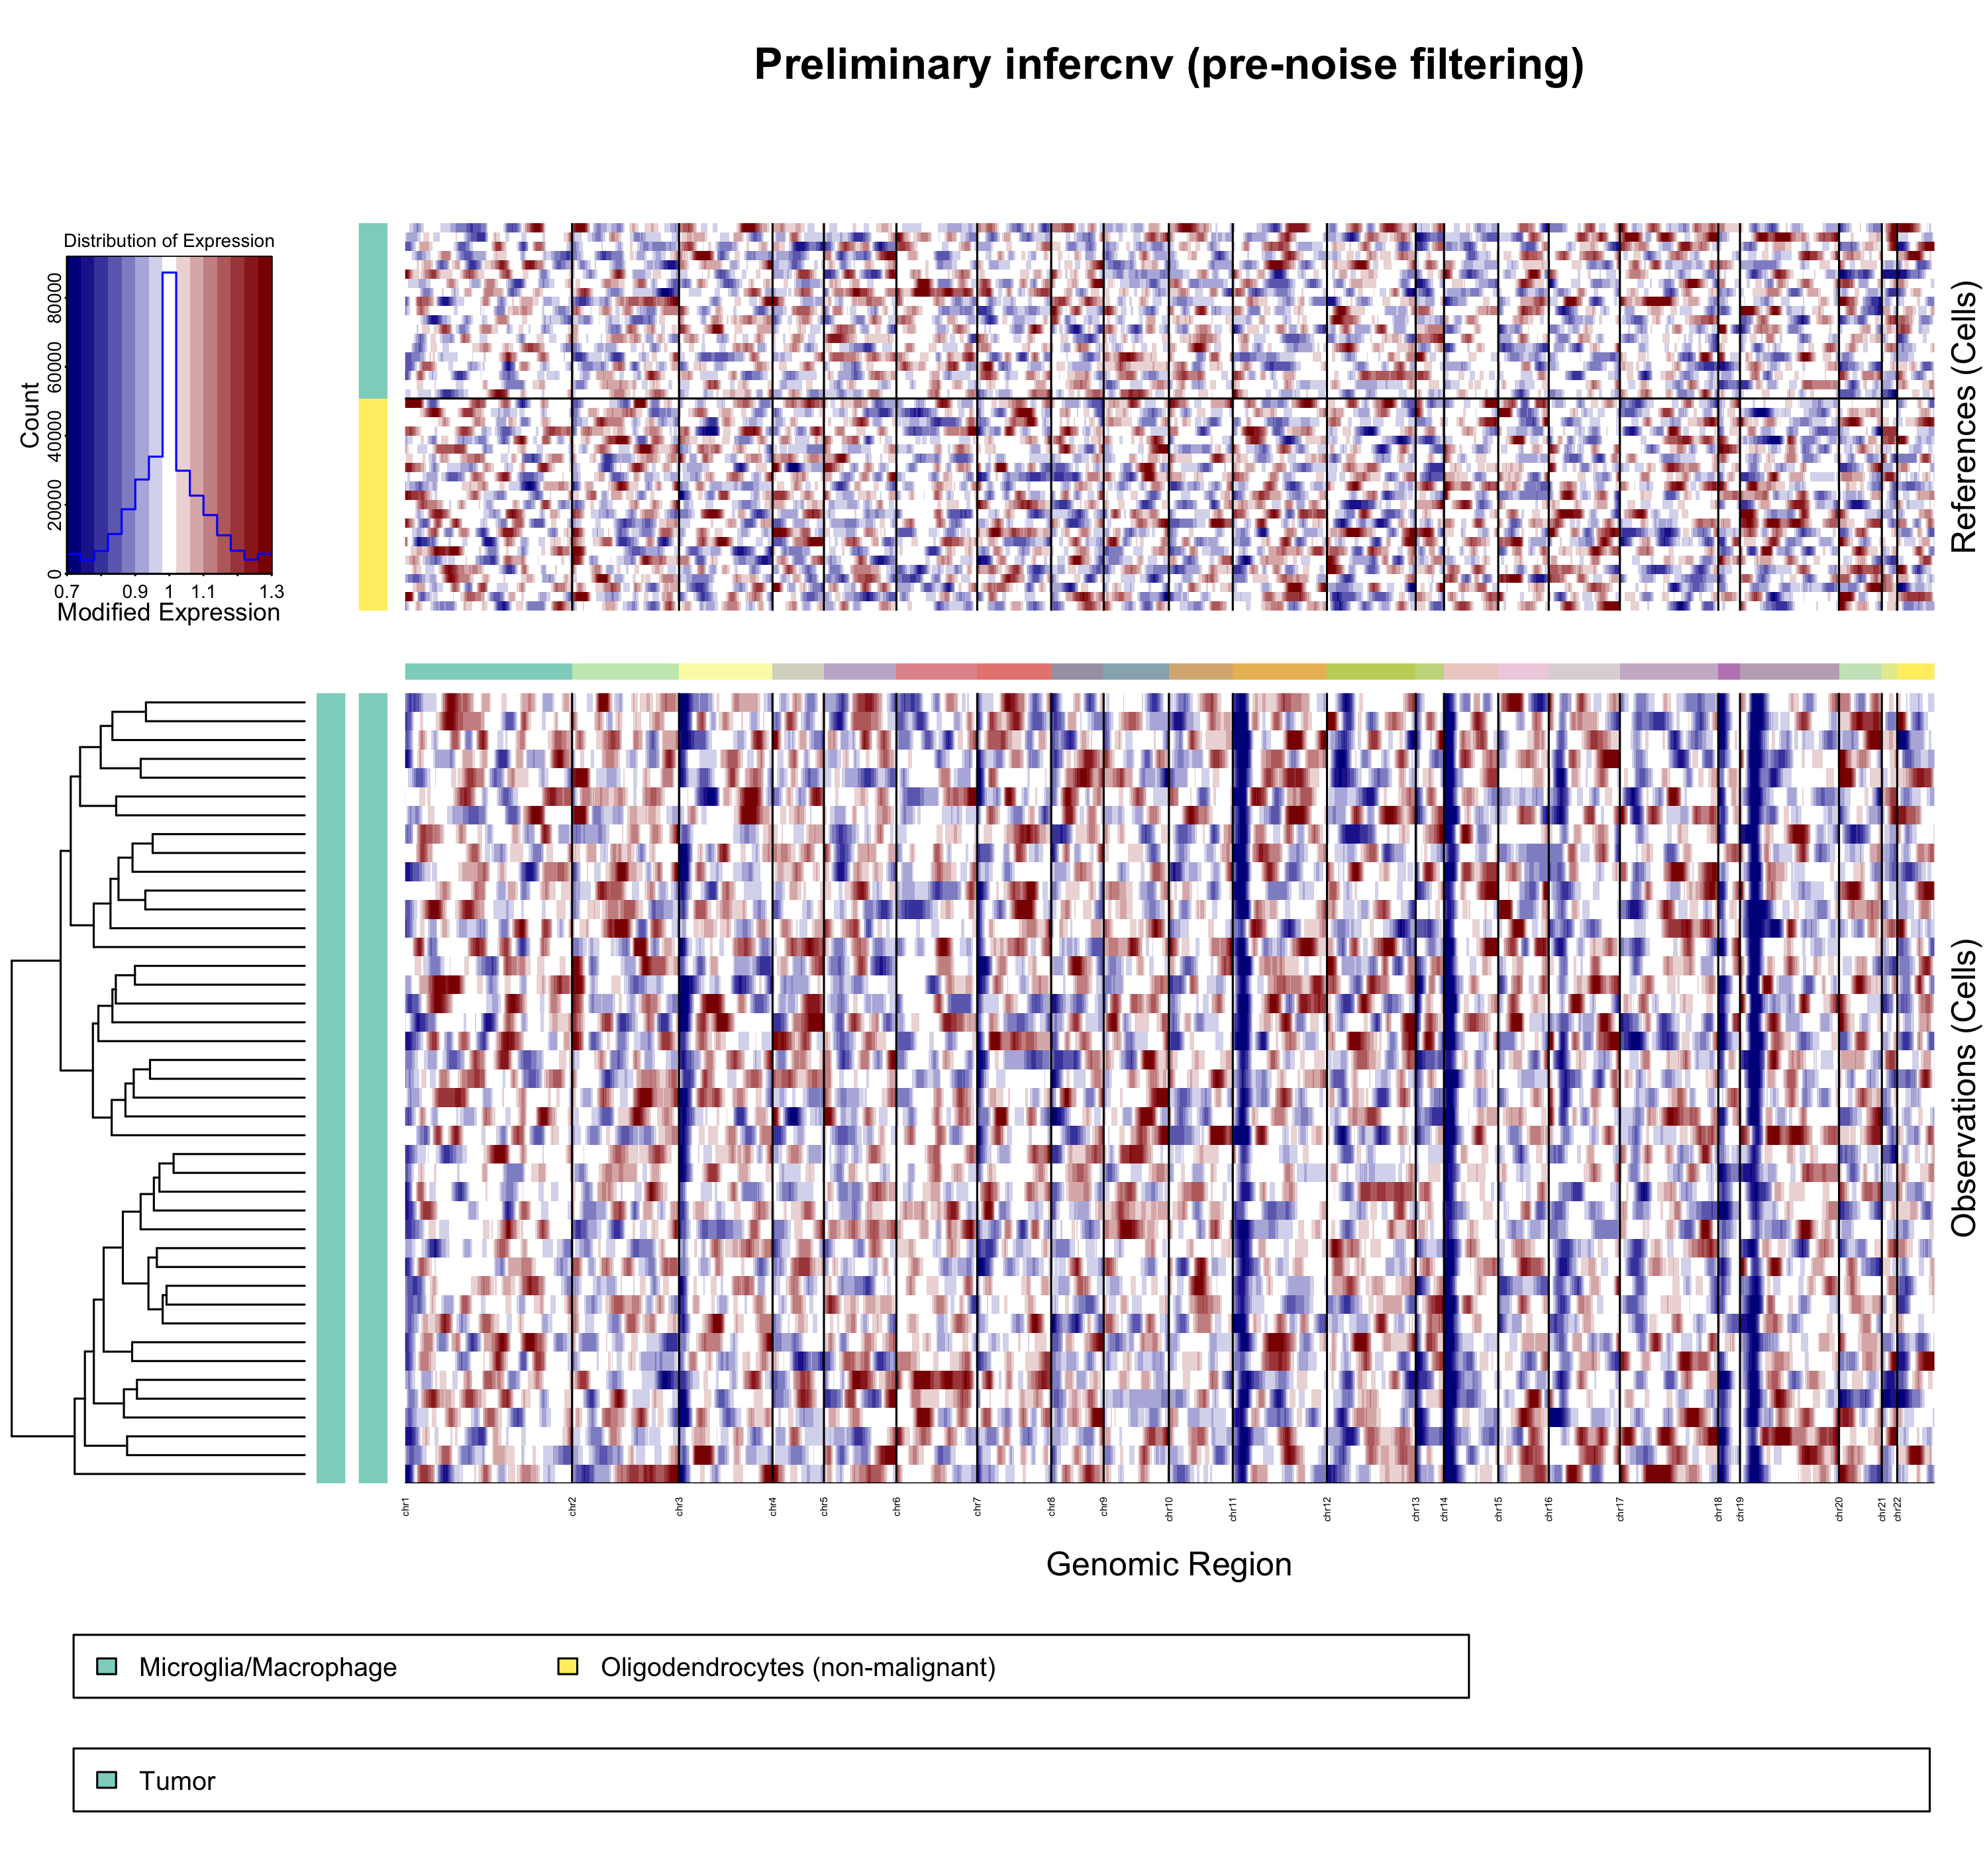 Preliminary infercnv (pre-noise filtering)
Distribution of Expression
Count
0 20000 40000 60000 80000
0.7 0.9 1 1.1 1.3
Modified Expression
References (Cells)
Observations (Cells)
chr1 chr2 chr3 chr4 chr5 chr6 chr7 chr8 chr9 chr10 chr11 chr12 chr13 chr14 chr15 chr16 chr17 chr18 chr19 chr20 chr21 chr22
Genomic Region
Microglia/Macrophage Oligodendrocytes (non-malignant)
Tumor